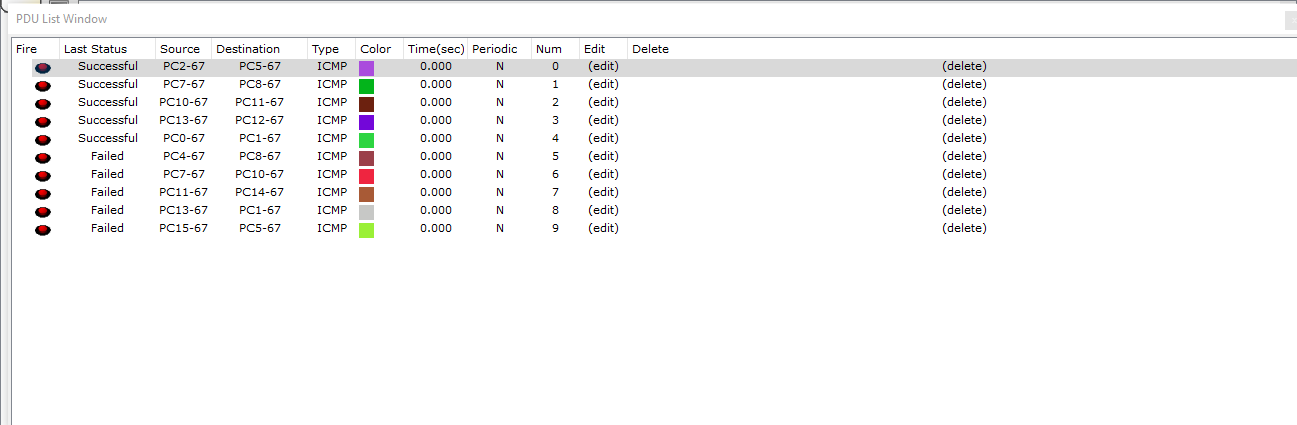 PDU List Window
Fire Last Status Source Destination Type Color Time(sec) Periodic Num Edit Delete
Successful PC2-67 PC5-67 ICMP 0.000 N 0 (edit) (delete)
Successful PC7-67 PC8-67 ICMP 0.000 N 1 (edit) (delete)
Successful PC10-67 PC11-67 ICMP 0.000 N 2 (edit) (delete)
Successful PC13-67 PC12-67 ICMP 0.000 N 3 (edit) (delete)
Successful PC0-67 PC1-67 ICMP 0.000 N 4 (edit) (delete)
Failed PC4-67 PC8-67 ICMP 0.000 N 5 (edit) (delete)
Failed PC7-67 PC10-67 ICMP 0.000 N 6 (edit) (delete)
Failed PC11-67 PC14-67 ICMP 0.000 N 7 (edit) (delete)
Failed PC13-67 PC1-67 ICMP 0.000 N 8 (edit) (delete)
Failed PC15-67 PC5-67 ICMP 0.000 N 9 (edit) (delete)